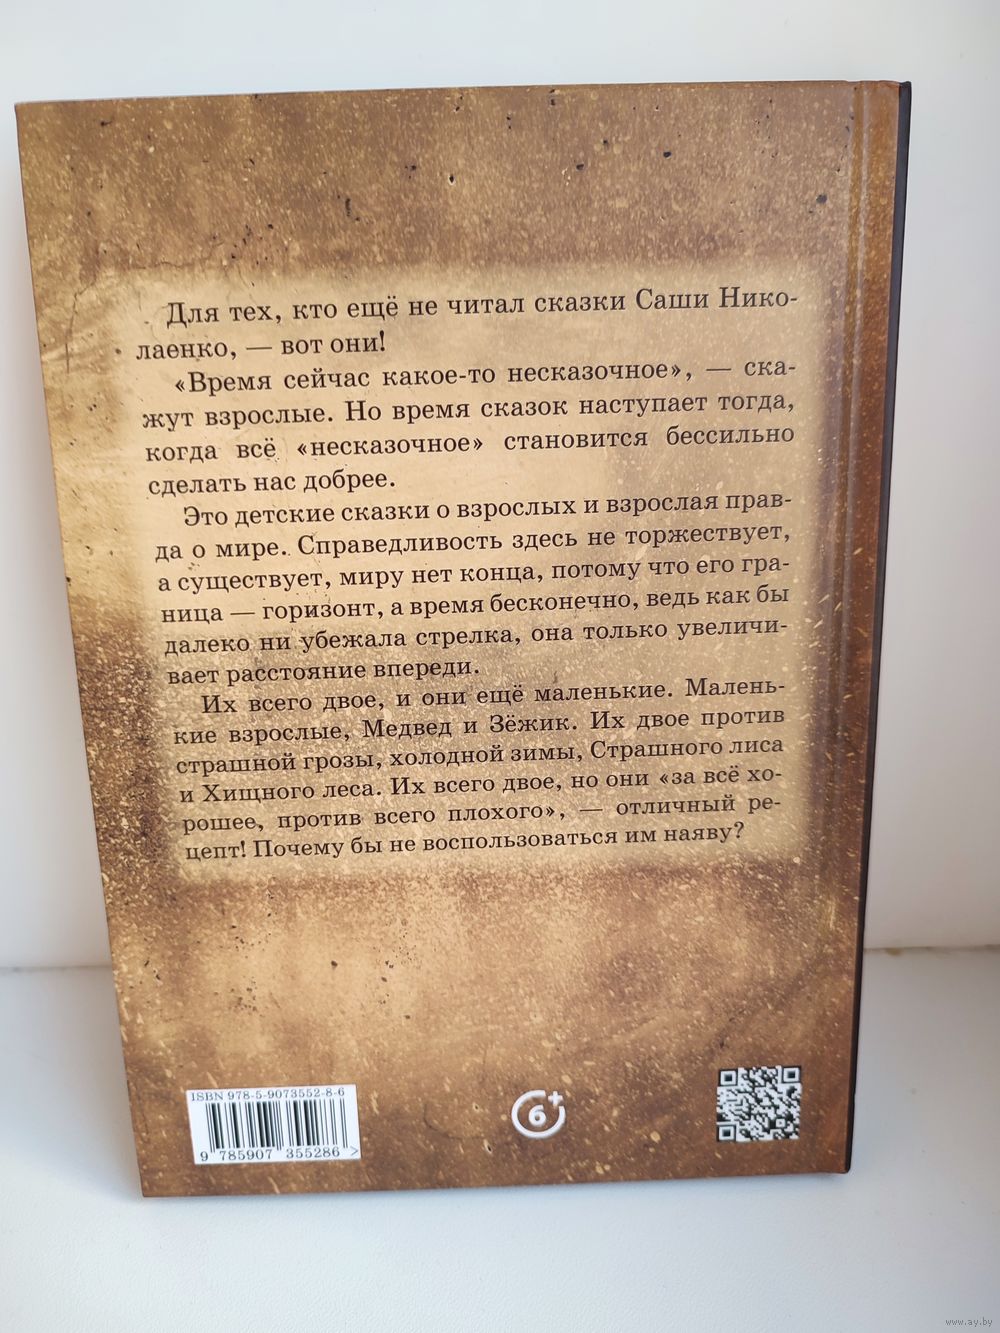 Для тех, кто ещё не читал сказки Саши Нико-
лаенко, — вот они!
«Время сейчас какое-то несказочное», — ска-
жут взрослые. Но время сказок наступает тогда,
когда всё «несказочное» становится бессильно
сделать нас добрее.
Это детские сказки о взрослых и взрослая прав-
да о мире. Справедливость здесь не торжествует,
а существует, миру нет конца, потому что его гра-
ница — горизонт, а время бесконечно, ведь как бы
далеко ни убежала стрелка, она только увеличи-
вает расстояние впереди.
Их всего двое, и они ещё маленькие. Малень-
кие взрослые, Медвед и Зёжик. Их двое против
страшной грозы, холодной зимы, Страшного лиса
и Хищного леса. Их всего двое, но они «за всё хо-
рошее, против всего плохого», — отличный ре-
цепт! Почему бы не воспользоваться им наяву?
ISBN 978-5-9073552-8-6
9 785907 355286 >
6+
www.ay.by